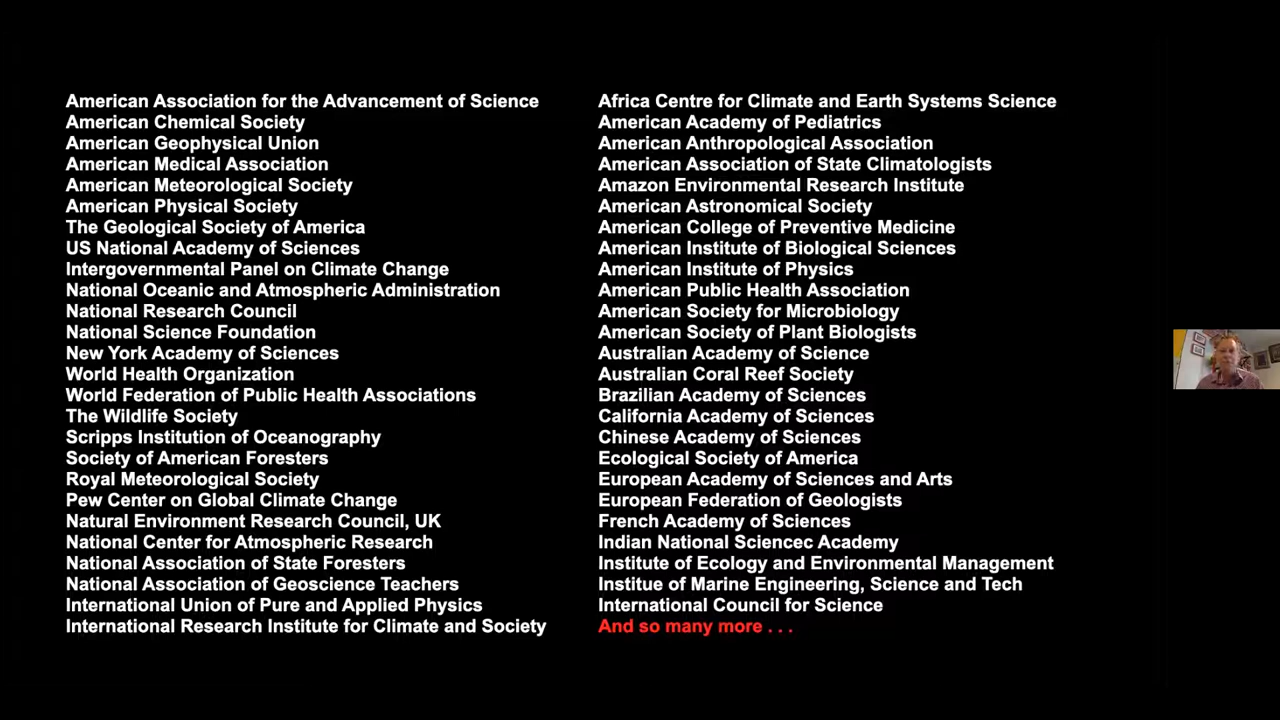 American Association for the Advancement of Science
American Chemical Society
American Geophysical Union
American Medical Association
American Meteorological Society
American Physical Society
The Geological Society of America
US National Academy of Sciences
Intergovernmental Panel on Climate Change
National Oceanic and Atmospheric Administration
National Research Council
National Science Foundation
New York Academy of Sciences
World Health Organization
World Federation of Public Health Associations
The Wildlife Society
Scripps Institution of Oceanography
Society of American Foresters
Royal Meteorological Society
Pew Center on Global Climate Change
Natural Environment Research Council, UK
National Center for Atmospheric Research
National Association of State Foresters
National Association of Geoscience Teachers
International Union of Pure and Applied Physics
International Research Institute for Climate and Society
Africa Centre for Climate and Earth Systems Science
American Academy of Pediatrics
American Anthropological Association
American Association of State Climatologists
Amazon Environmental Research Institute
American Astronomical Society
American College of Preventive Medicine
American Institute of Biological Sciences
American Institute of Physics
American Public Health Association
American Society for Microbiology
American Society of Plant Biologists
Australian Academy of Science
Australian Coral Reef Society
Brazilian Academy of Sciences
California Academy of Sciences
Chinese Academy of Sciences
Ecological Society of America
European Academy of Sciences and Arts
European Federation of Geologists
French Academy of Sciences
Indian National Sciencec Academy
Institute of Ecology and Environmental Management
Institue of Marine Engineering, Science and Tech
International Council for Science
And so many more . . .